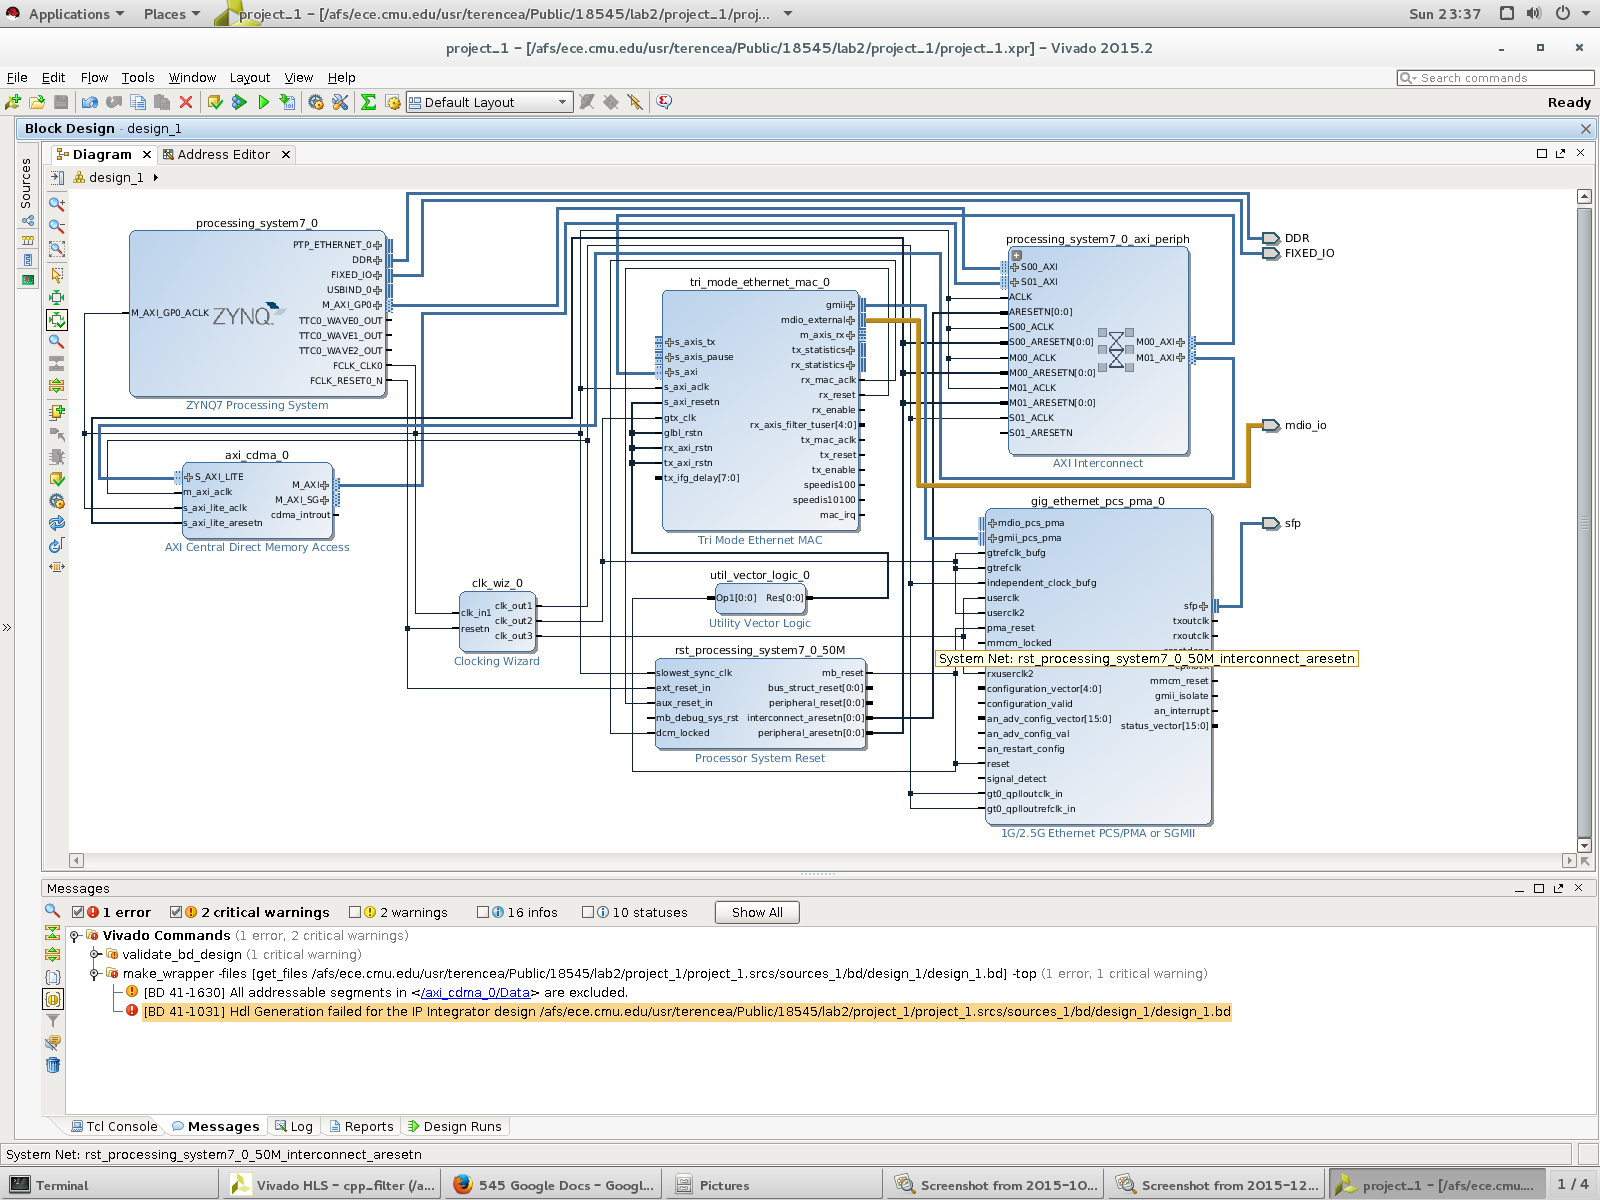 Applications Places project_1 – [/afs/ece.cmu.edu/usr/terencea/Public/18545/lab2/project_1/proj... Sun 23:37
project_1 – [/afs/ece.cmu.edu/usr/terencea/Public/18545/lab2/project_1/project_1.xpr] – Vivado 2015.2
File Edit Flow Tools Window Layout View Help Search commands
Default Layout Ready
Block Design - design_1
Sources
Diagram Address Editor
design_1
processing_system7_0
PTP_ETHERNET_0
DDR
FIXED_IO
USBIND_0
M_AXI_GP0
M_AXI_GP0_ACLK ZYNQ
TTC0_WAVE0_OUT
TTC0_WAVE1_OUT
TTC0_WAVE2_OUT
FCLK_CLK0
FCLK_RESET0_N
ZYNQ7 Processing System
axi_cdma_0
S_AXI_LITE
m_axi_aclk
s_axi_lite_aclk
s_axi_lite_aresetn
M_AXI
M_AXI_SG
cdma_introut
AXI Central Direct Memory Access
clk_wiz_0
clk_in1
resetn
clk_out1
clk_out2
clk_out3
Clocking Wizard
tri_mode_ethernet_mac_0
s_axis_tx
s_axis_pause
s_axi
s_axi_aclk
s_axi_resetn
gtx_clk
glbl_rstn
rx_axi_rstn
tx_axi_rstn
tx_ifg_delay[7:0]
gmii
mdio_external
m_axis_rx
tx_statistics
rx_statistics
rx_mac_aclk
rx_reset
rx_enable
rx_axis_filter_tuser[4:0]
tx_mac_aclk
tx_reset
tx_enable
speedis100
speedis10100
mac_irq
Tri Mode Ethernet MAC
util_vector_logic_0
Op1[0:0] Res[0:0]
Utility Vector Logic
rst_processing_system7_0_50M
slowest_sync_clk
ext_reset_in
aux_reset_in
mb_debug_sys_rst
dcm_locked
mb_reset
bus_struct_reset[0:0]
peripheral_reset[0:0]
interconnect_aresetn[0:0]
peripheral_aresetn[0:0]
Processor System Reset
processing_system7_0_axi_periph
S00_AXI
S01_AXI
ACLK
ARESETN[0:0]
S00_ACLK
S00_ARESETN[0:0]
M00_ACLK
M00_ARESETN[0:0]
M01_ACLK
M01_ARESETN[0:0]
S01_ACLK
S01_ARESETN
M00_AXI
M01_AXI
AXI Interconnect
gig_ethernet_pcs_pma_0
mdio_pcs_pma
gmii_pcs_pma
gtrefclk_bufg
gtrefclk
independent_clock_bufg
userclk
userclk2
pma_reset
mmcm_locked
System Net: rst_processing_system7_0_50M_interconnect_aresetn
rxuserclk2
configuration_vector[4:0]
configuration_valid
an_adv_config_vector[15:0]
an_adv_config_val
an_restart_config
reset
signal_detect
gt0_qplloutclk_in
gt0_qplloutrefclk_in
sfp
txoutclk
rxoutclk
mmcm_reset
gmii_isolate
an_interrupt
status_vector[15:0]
1G/2.5G Ethernet PCS/PMA or SGMII
DDR
FIXED_IO
mdio_io
sfp
Messages
1 error 2 critical warnings 2 warnings 16 infos 10 statuses Show All
Vivado Commands (1 error, 2 critical warnings)
validate_bd_design (1 critical warning)
make_wrapper -files [get_files /afs/ece.cmu.edu/usr/terencea/Public/18545/lab2/project_1/project_1.srcs/sources_1/bd/design_1/design_1.bd] -top (1 error, 1 critical warning)
[BD 41-1630] All addressable segments in </axi_cdma_0/Data> are excluded.
[BD 41-1031] Hdl Generation failed for the IP Integrator design /afs/ece.cmu.edu/usr/terencea/Public/18545/lab2/project_1/project_1.srcs/sources_1/bd/design_1/design_1.bd
Tcl Console Messages Log Reports Design Runs
System Net: rst_processing_system7_0_50M_interconnect_aresetn
Terminal Vivado HLS – cpp_filter (/a... 545 Google Docs – Googl... Pictures Screenshot from 2015-10... Screenshot from 2015-12... project_1 – [/afs/ece.cmu.... 1 / 4